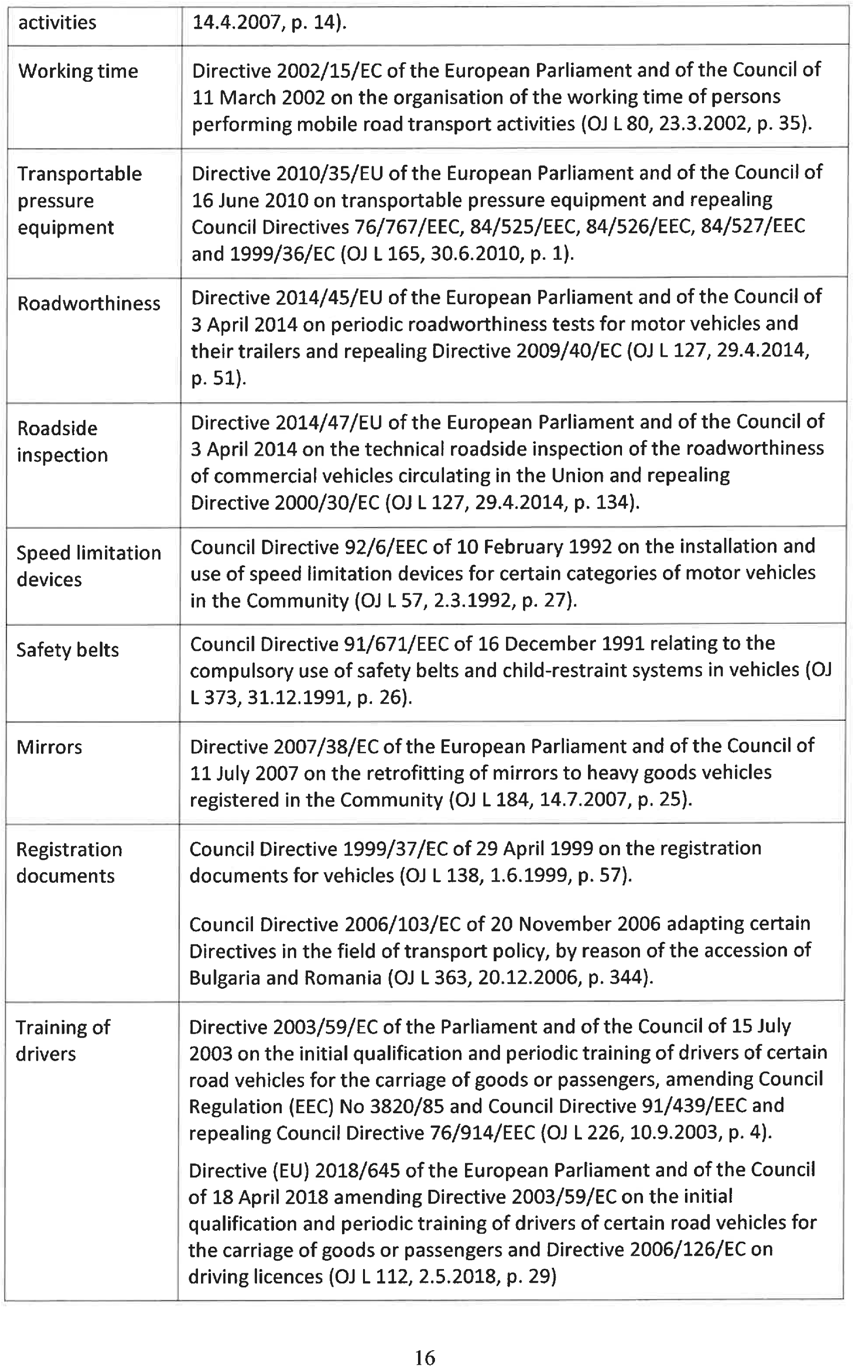 activities
14.4.2007, p. 14).
Working time
Directive 2002/15/EC of the European Parliament and of the Council of
11 March 2002 on the organisation of the working time of persons
performing mobile road transport activities (OJ L 80, 23.3.2002, p. 35).
Transportable
pressure
equipment
Directive 2010/35/EU of the European Parliament and of the Council of
16 June 2010 on transportable pressure equipment and repealing
Council Directives 76/767/EEC, 84/525/EEC, 84/526/EEC, 84/527/EEC
and 1999/36/EC (OJ L 165, 30.6.2010, p. 1).
Roadworthiness
Directive 2014/45/EU of the European Parliament and of the Council of
3 April 2014 on periodic roadworthiness tests for motor vehicles and
their trailers and repealing Directive 2009/40/EC (OJ L 127, 29.4.2014,
p. 51).
Roadside
inspection
Directive 2014/47/EU of the European Parliament and of the Council of
3 April 2014 on the technical roadside inspection of the roadworthiness
of commercial vehicles circulating in the Union and repealing
Directive 2000/30/EC (OJ L 127, 29.4.2014, p. 134).
Speed limitation
devices
Council Directive 92/6/EEC of 10 February 1992 on the installation and
use of speed limitation devices for certain categories of motor vehicles
in the Community (OJ L 57, 2.3.1992, p. 27).
Safety belts
Council Directive 91/671/EEC of 16 December 1991 relating to the
compulsory use of safety belts and child-restraint systems in vehicles (OJ
L 373, 31.12.1991, p. 26).
Mirrors
Directive 2007/38/EC of the European Parliament and of the Council of
11 July 2007 on the retrofitting of mirrors to heavy goods vehicles
registered in the Community (OJ L 184, 14.7.2007, p. 25).
Registration
documents
Council Directive 1999/37/EC of 29 April 1999 on the registration
documents for vehicles (OJ L 138, 1.6.1999, p. 57).
Council Directive 2006/103/EC of 20 November 2006 adapting certain
Directives in the field of transport policy, by reason of the accession of
Bulgaria and Romania (OJ L 363, 20.12.2006, p. 344).
Training of
drivers
Directive 2003/59/EC of the Parliament and of the Council of 15 July
2003 on the initial qualification and periodic training of drivers of certain
road vehicles for the carriage of goods or passengers, amending Council
Regulation (EEC) No 3820/85 and Council Directive 91/439/EEC and
repealing Council Directive 76/914/EEC (OJ L 226, 10.9.2003, p. 4).
Directive (EU) 2018/645 of the European Parliament and of the Council
of 18 April 2018 amending Directive 2003/59/EC on the initial
qualification and periodic training of drivers of certain road vehicles for
the carriage of goods or passengers and Directive 2006/126/EC on
driving licences (OJ L 112, 2.5.2018, p. 29)
16